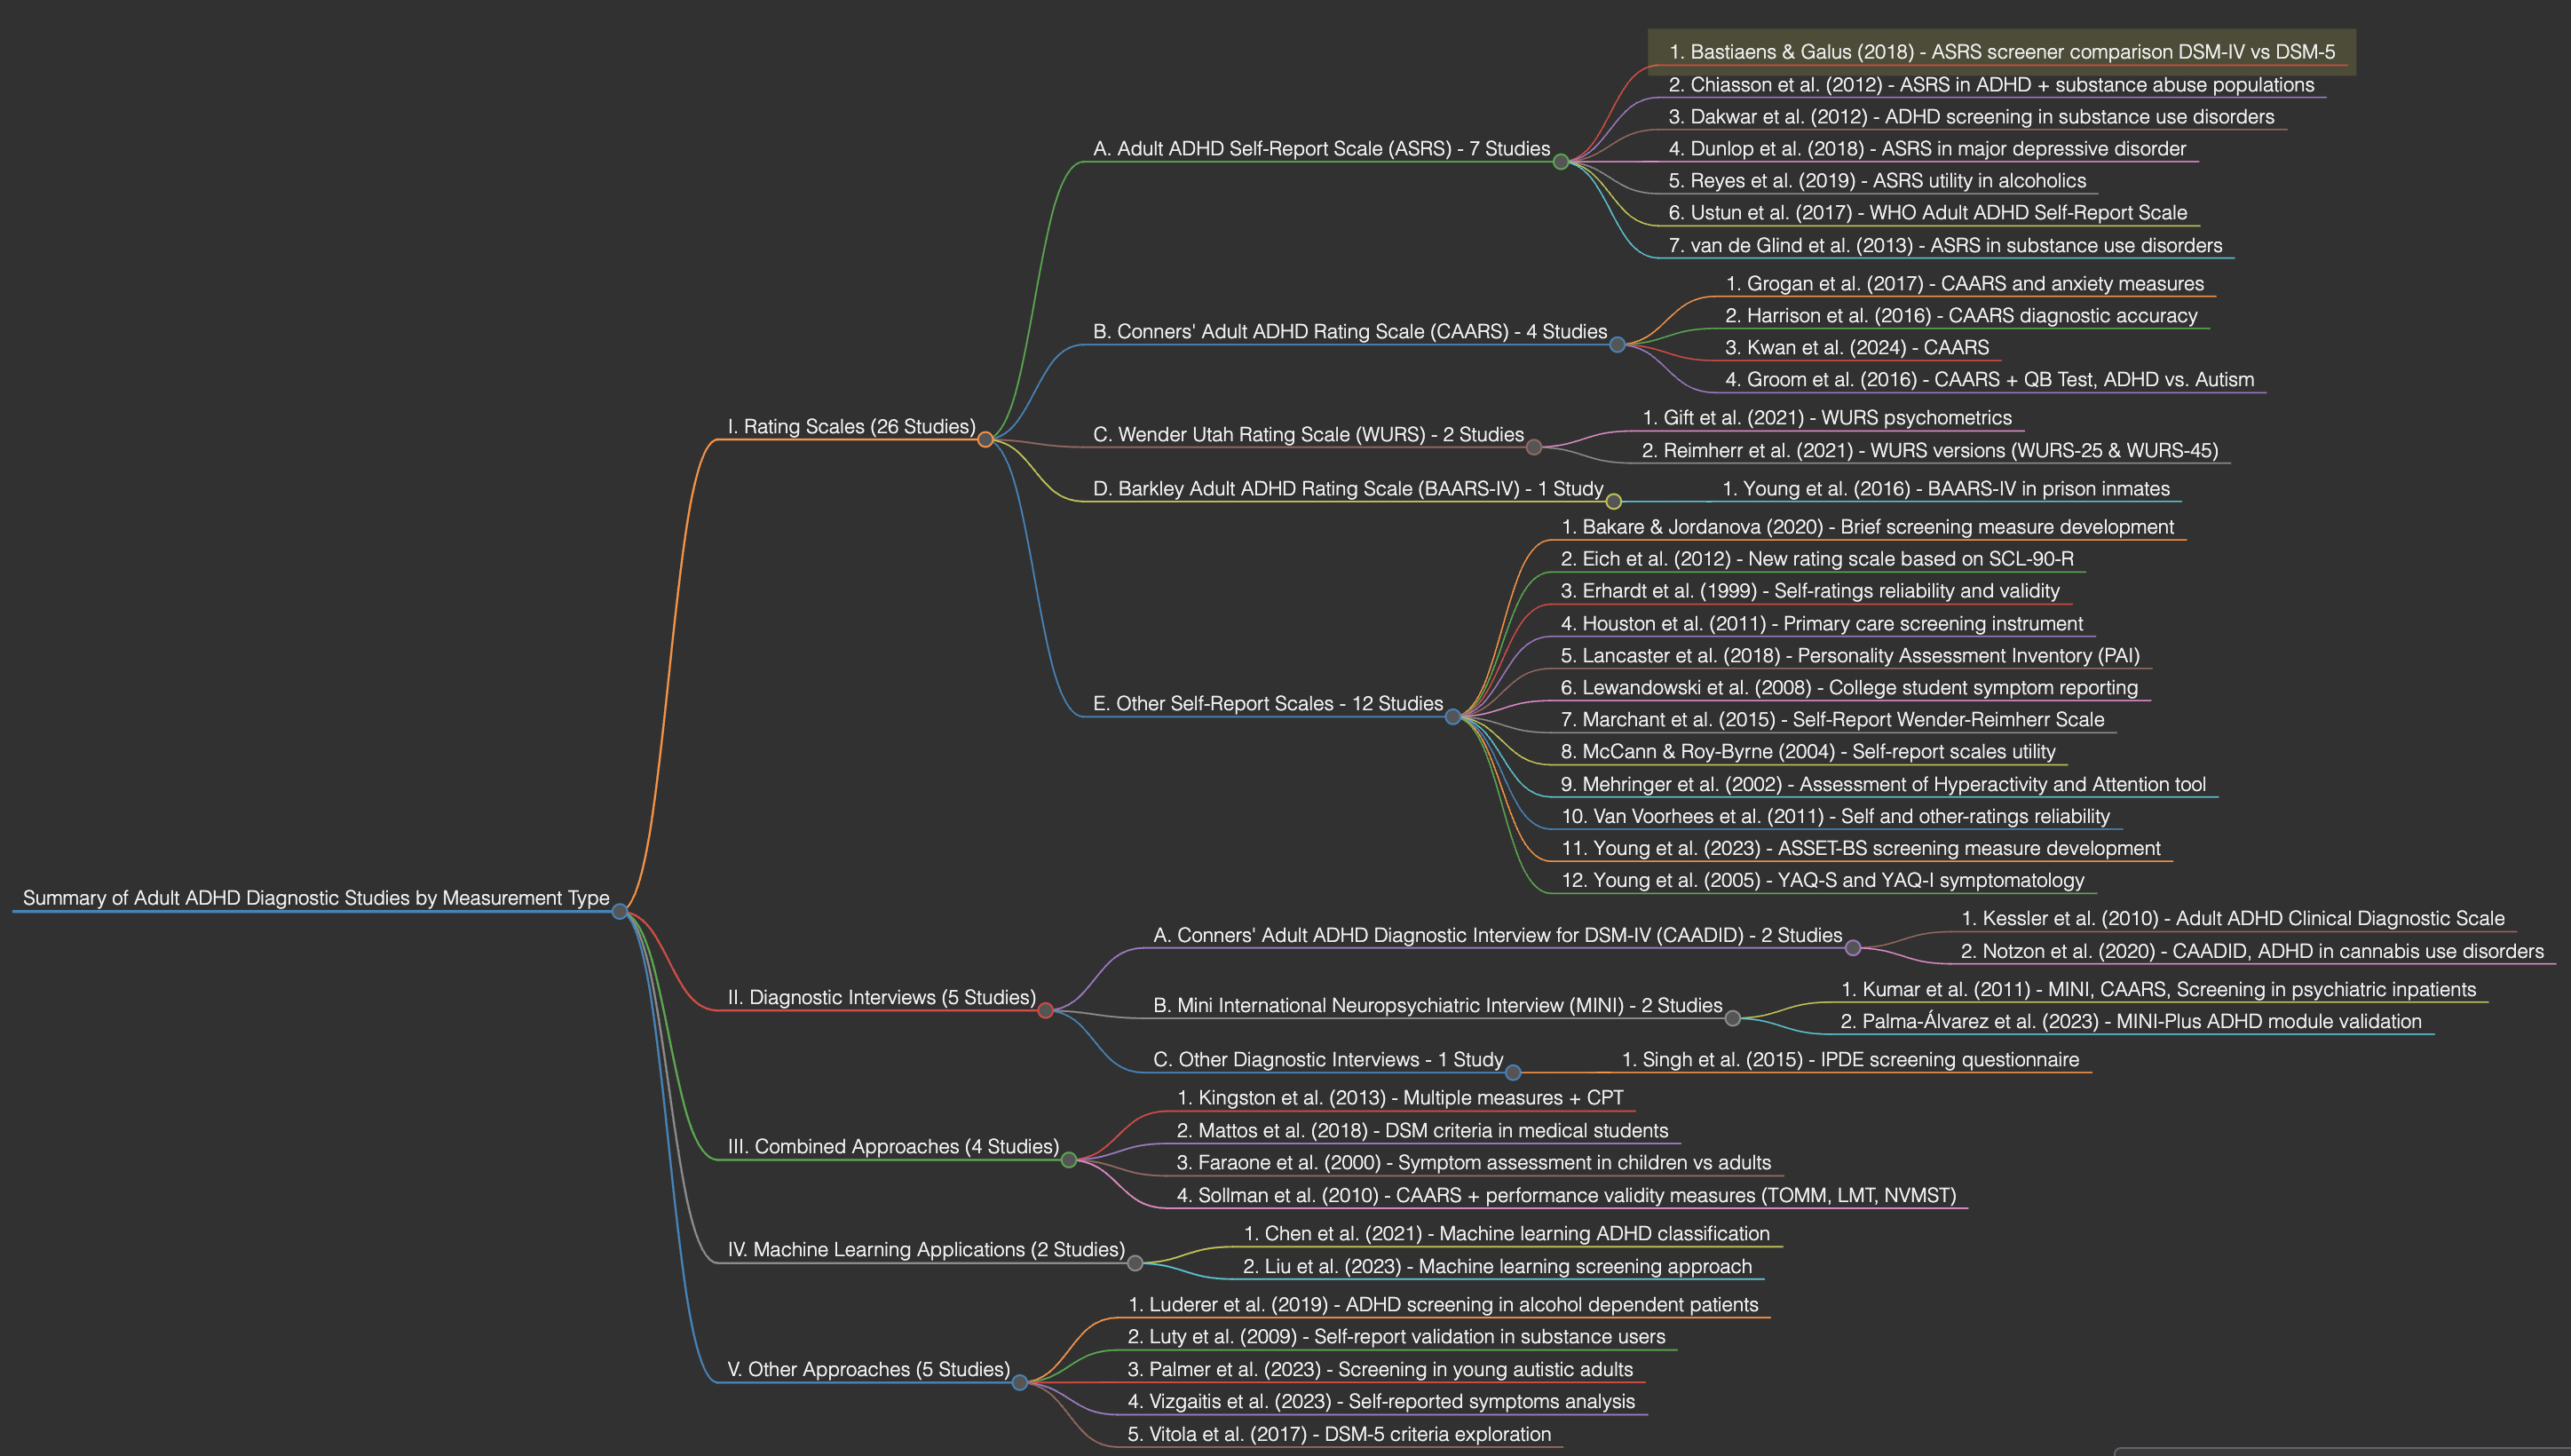 Summary of Adult ADHD Diagnostic Studies by Measurement Type
I. Rating Scales (26 Studies)
A. Adult ADHD Self-Report Scale (ASRS) - 7 Studies
1. Bastiaens & Galus (2018) - ASRS screener comparison DSM-IV vs DSM-5
2. Chiasson et al. (2012) - ASRS in ADHD + substance abuse populations
3. Dakwar et al. (2012) - ADHD screening in substance use disorders
4. Dunlop et al. (2018) - ASRS in major depressive disorder
5. Reyes et al. (2019) - ASRS utility in alcoholics
6. Ustun et al. (2017) - WHO Adult ADHD Self-Report Scale
7. van de Glind et al. (2013) - ASRS in substance use disorders
B. Conners' Adult ADHD Rating Scale (CAARS) - 4 Studies
1. Grogan et al. (2017) - CAARS and anxiety measures
2. Harrison et al. (2016) - CAARS diagnostic accuracy
3. Kwan et al. (2024) - CAARS
4. Groom et al. (2016) - CAARS + QB Test, ADHD vs. Autism
C. Wender Utah Rating Scale (WURS) - 2 Studies
1. Gift et al. (2021) - WURS psychometrics
2. Reimherr et al. (2021) - WURS versions (WURS-25 & WURS-45)
D. Barkley Adult ADHD Rating Scale (BAARS-IV) - 1 Study
1. Young et al. (2016) - BAARS-IV in prison inmates
E. Other Self-Report Scales - 12 Studies
1. Bakare & Jordanova (2020) - Brief screening measure development
2. Eich et al. (2012) - New rating scale based on SCL-90-R
3. Erhardt et al. (1999) - Self-ratings reliability and validity
4. Houston et al. (2011) - Primary care screening instrument
5. Lancaster et al. (2018) - Personality Assessment Inventory (PAI)
6. Lewandowski et al. (2008) - College student symptom reporting
7. Marchant et al. (2015) - Self-Report Wender-Reimherr Scale
8. McCann & Roy-Byrne (2004) - Self-report scales utility
9. Mehringer et al. (2002) - Assessment of Hyperactivity and Attention tool
10. Van Voorhees et al. (2011) - Self and other-ratings reliability
11. Young et al. (2023) - ASSET-BS screening measure development
12. Young et al. (2005) - YAQ-S and YAQ-I symptomatology
II. Diagnostic Interviews (5 Studies)
A. Conners' Adult ADHD Diagnostic Interview for DSM-IV (CAADID) - 2 Studies
1. Kessler et al. (2010) - Adult ADHD Clinical Diagnostic Scale
2. Notzon et al. (2020) - CAADID, ADHD in cannabis use disorders
B. Mini International Neuropsychiatric Interview (MINI) - 2 Studies
1. Kumar et al. (2011) - MINI, CAARS, Screening in psychiatric inpatients
2. Palma-Álvarez et al. (2023) - MINI-Plus ADHD module validation
C. Other Diagnostic Interviews - 1 Study
1. Singh et al. (2015) - IPDE screening questionnaire
III. Combined Approaches (4 Studies)
1. Kingston et al. (2013) - Multiple measures + CPT
2. Mattos et al. (2018) - DSM criteria in medical students
3. Faraone et al. (2000) - Symptom assessment in children vs adults
4. Sollman et al. (2010) - CAARS + performance validity measures (TOMM, LMT, NVMST)
IV. Machine Learning Applications (2 Studies)
1. Chen et al. (2021) - Machine learning ADHD classification
2. Liu et al. (2023) - Machine learning screening approach
V. Other Approaches (5 Studies)
1. Luderer et al. (2019) - ADHD screening in alcohol dependent patients
2. Luty et al. (2009) - Self-report validation in substance users
3. Palmer et al. (2023) - Screening in young autistic adults
4. Vizgaitis et al. (2023) - Self-reported symptoms analysis
5. Vitola et al. (2017) - DSM-5 criteria exploration